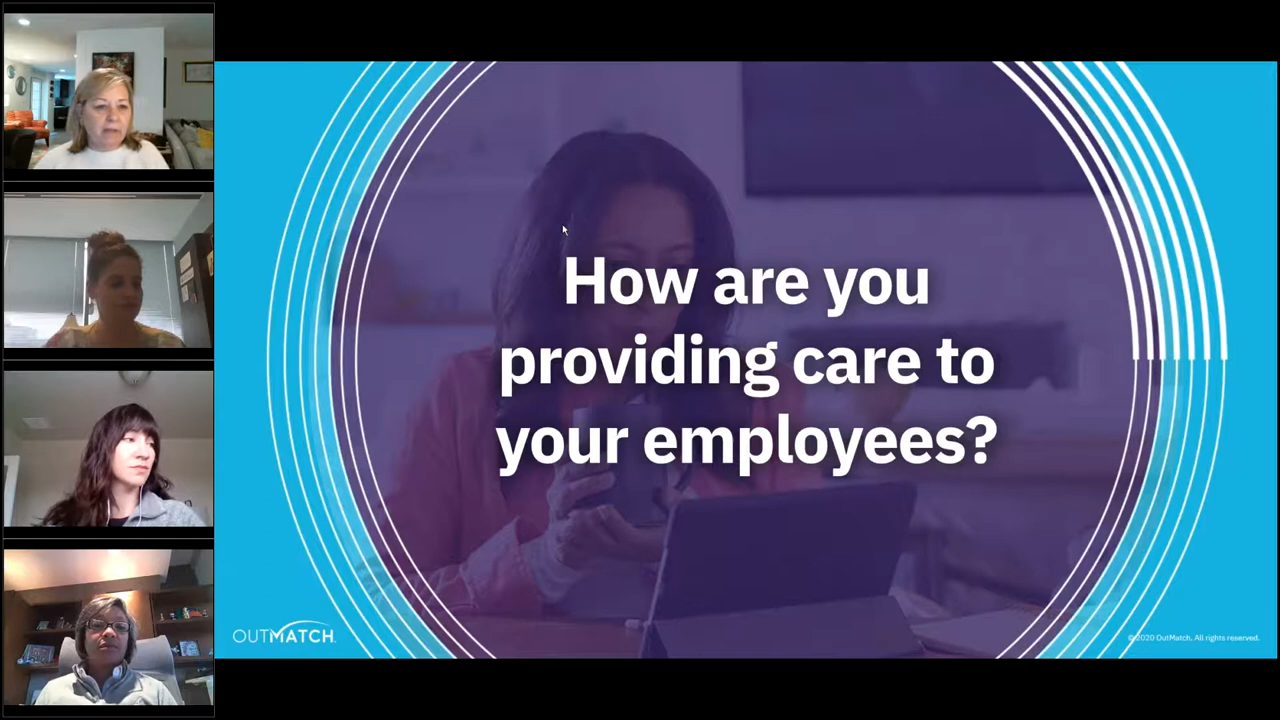 How are you
providing care to
your employees?
OUTMATCH
©2020 OutMatch. All rights reserved.